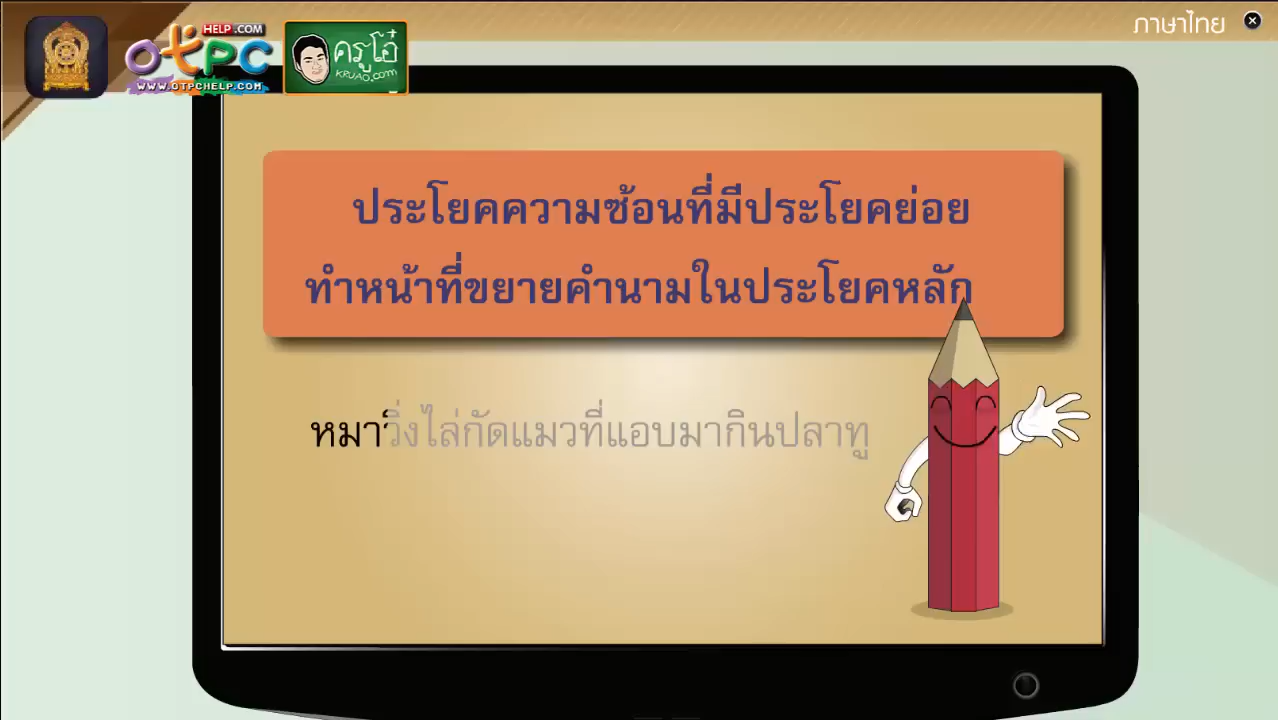 ภาษาไทย
HELP.COM
otpc
WWW.OTPCHELP.COM
ครูโอ๋
KRUAO.COM
ประโยคความซ้อนที่มีประโยคย่อย
ทำหน้าที่ขยายคำนามในประโยคหลัก
หมาวิ่งไล่กัดแมวที่แอบมากินปลาทู